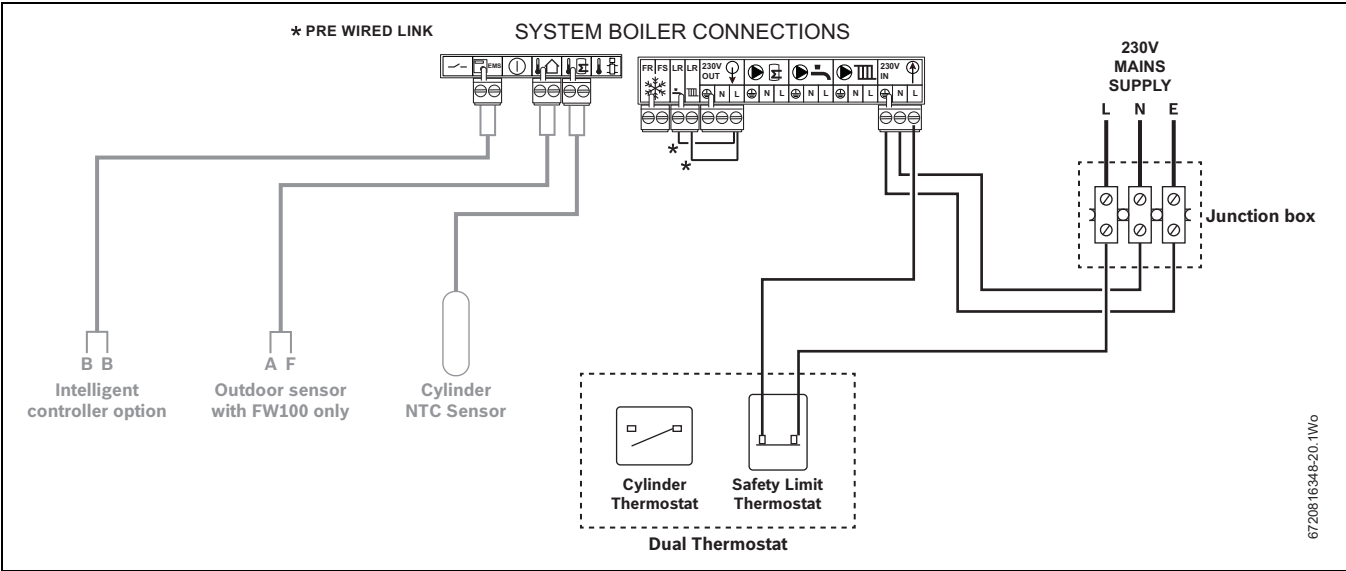 * PRE WIRED LINK
SYSTEM BOILER CONNECTIONS
EMS
FR FS LR LR 230V OUT N L N L N L N L 230V IN N L
*
*
230V
MAINS
SUPPLY
L N E
Junction box
B B
Intelligent
controller option
A F
Outdoor sensor
with FW100 only
Cylinder
NTC Sensor
Cylinder
Thermostat
Safety Limit
Thermostat
Dual Thermostat
6720816348-20.1Wo